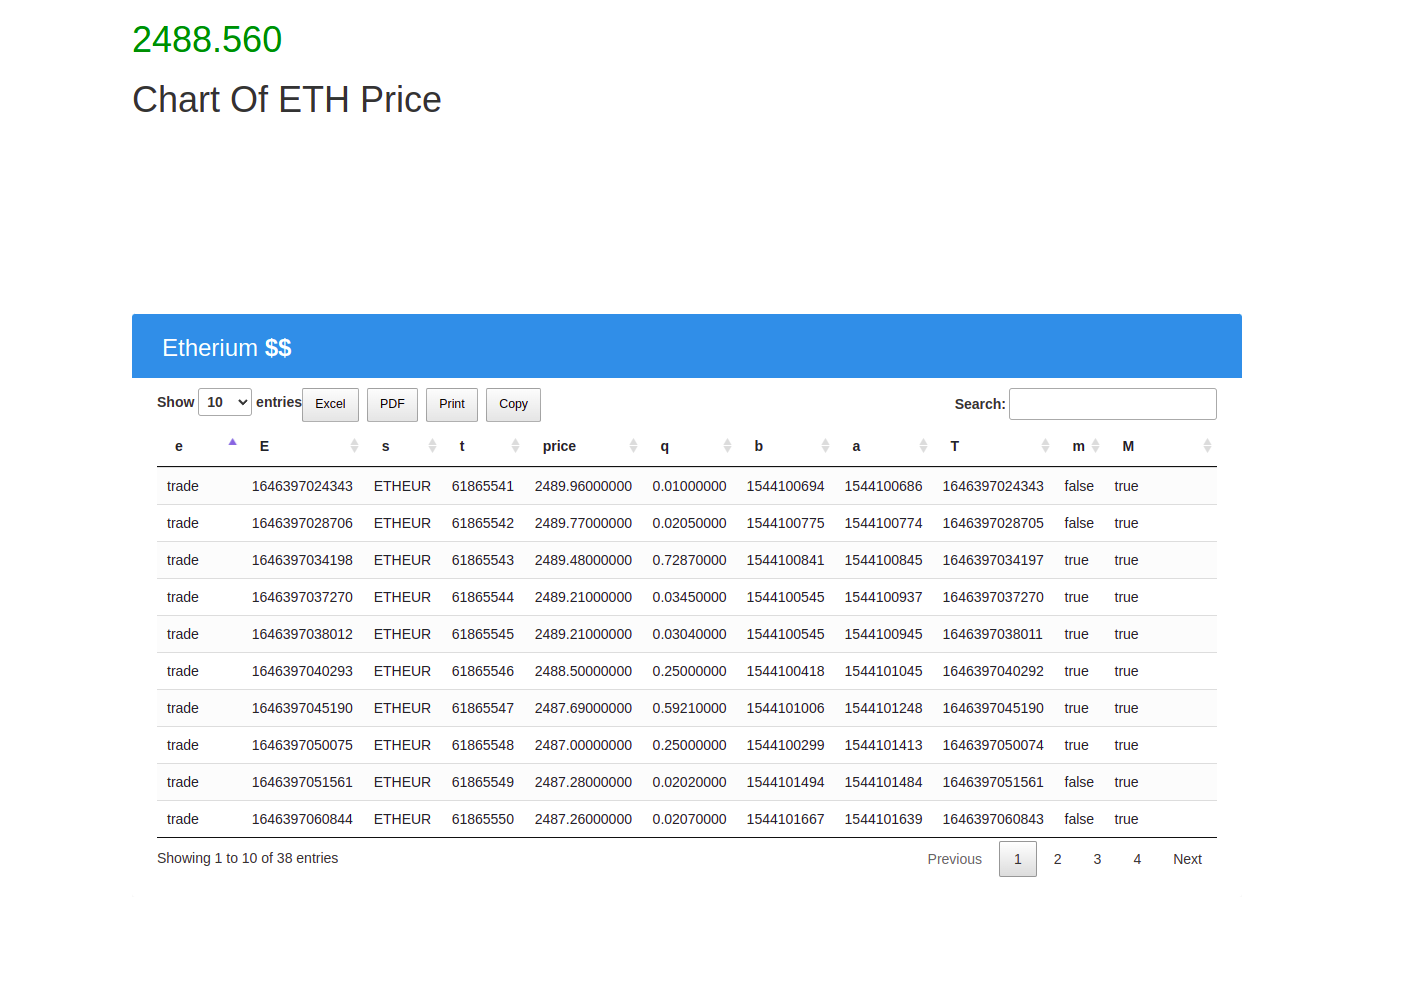 2488.560
Chart Of ETH Price
Etherium $$
Show 10 entries Excel PDF Print Copy Search:
e E s t price q b a T m M
trade 1646397024343 ETHEUR 61865541 2489.96000000 0.01000000 1544100694 1544100686 1646397024343 false true
trade 1646397028706 ETHEUR 61865542 2489.77000000 0.02050000 1544100775 1544100774 1646397028705 false true
trade 1646397034198 ETHEUR 61865543 2489.48000000 0.72870000 1544100841 1544100845 1646397034197 true true
trade 1646397037270 ETHEUR 61865544 2489.21000000 0.03450000 1544100545 1544100937 1646397037270 true true
trade 1646397038012 ETHEUR 61865545 2489.21000000 0.03040000 1544100545 1544100945 1646397038011 true true
trade 1646397040293 ETHEUR 61865546 2488.50000000 0.25000000 1544100418 1544101045 1646397040292 true true
trade 1646397045190 ETHEUR 61865547 2487.69000000 0.59210000 1544101006 1544101248 1646397045190 true true
trade 1646397050075 ETHEUR 61865548 2487.00000000 0.25000000 1544100299 1544101413 1646397050074 true true
trade 1646397051561 ETHEUR 61865549 2487.28000000 0.02020000 1544101494 1544101484 1646397051561 false true
trade 1646397060844 ETHEUR 61865550 2487.26000000 0.02070000 1544101667 1544101639 1646397060843 false true
Showing 1 to 10 of 38 entries Previous 1 2 3 4 Next